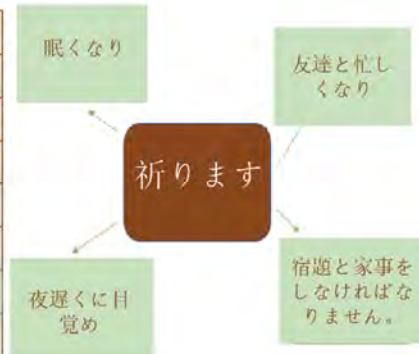 眠くなり
友達と忙し
くなり
祈ります
夜遅くに目
覚め
宿題と家事を
しなければな
りません。